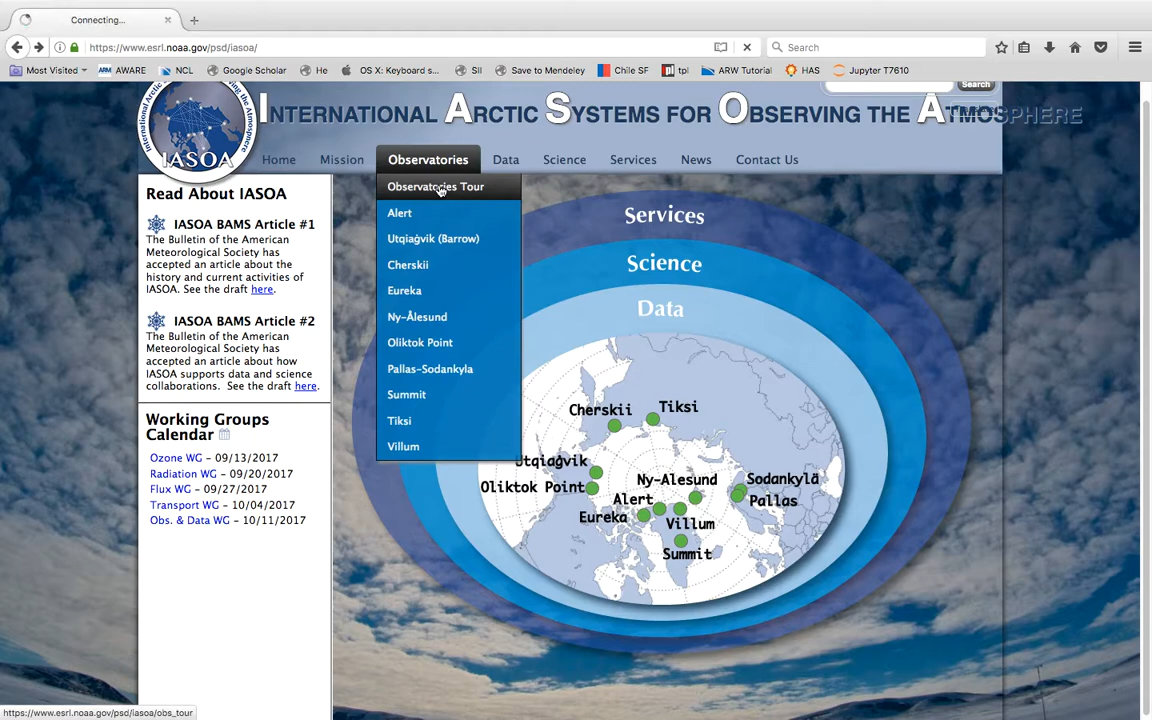 Connecting...
https://www.esrl.noaa.gov/psd/iasoa/
Search
Most Visited
AWARE
NCL
Google Scholar
He
OS X: Keyboard s...
SII
Save to Mendeley
Chile SF
tpl
ARW Tutorial
HAS
Jupyter T7610
International Arctic
IASOA
INTERNATIONAL ARCTIC SYSTEMS FOR OBSERVING THE ATMOSPHERE
Search
Home
Mission
Observatories
Data
Science
Services
News
Contact Us
Observatories Tour
Alert
Utqiaġvik (Barrow)
Cherskii
Eureka
Ny-Ålesund
Oliktok Point
Pallas-Sodankyla
Summit
Tiksi
Villum
Read About IASOA
IASOA BAMS Article #1
The Bulletin of the American
Meteorological Society has
accepted an article about the
history and current activities of
IASOA. See the draft here.
IASOA BAMS Article #2
The Bulletin of the American
Meteorological Society has
accepted an article about how
IASOA supports data and science
collaborations. See the draft here.
Working Groups
Calendar
Ozone WG - 09/13/2017
Radiation WG - 09/20/2017
Flux WG - 09/27/2017
Transport WG - 10/04/2017
Obs. & Data WG - 10/11/2017
Services
Science
Data
Cherskii
Tiksi
Utqiaġvik
Oliktok Point
Ny-Alesund
Sodankylä
Pallas
Alert
Eureka
Villum
Summit
https://www.esrl.noaa.gov/psd/iasoa/obs_tour